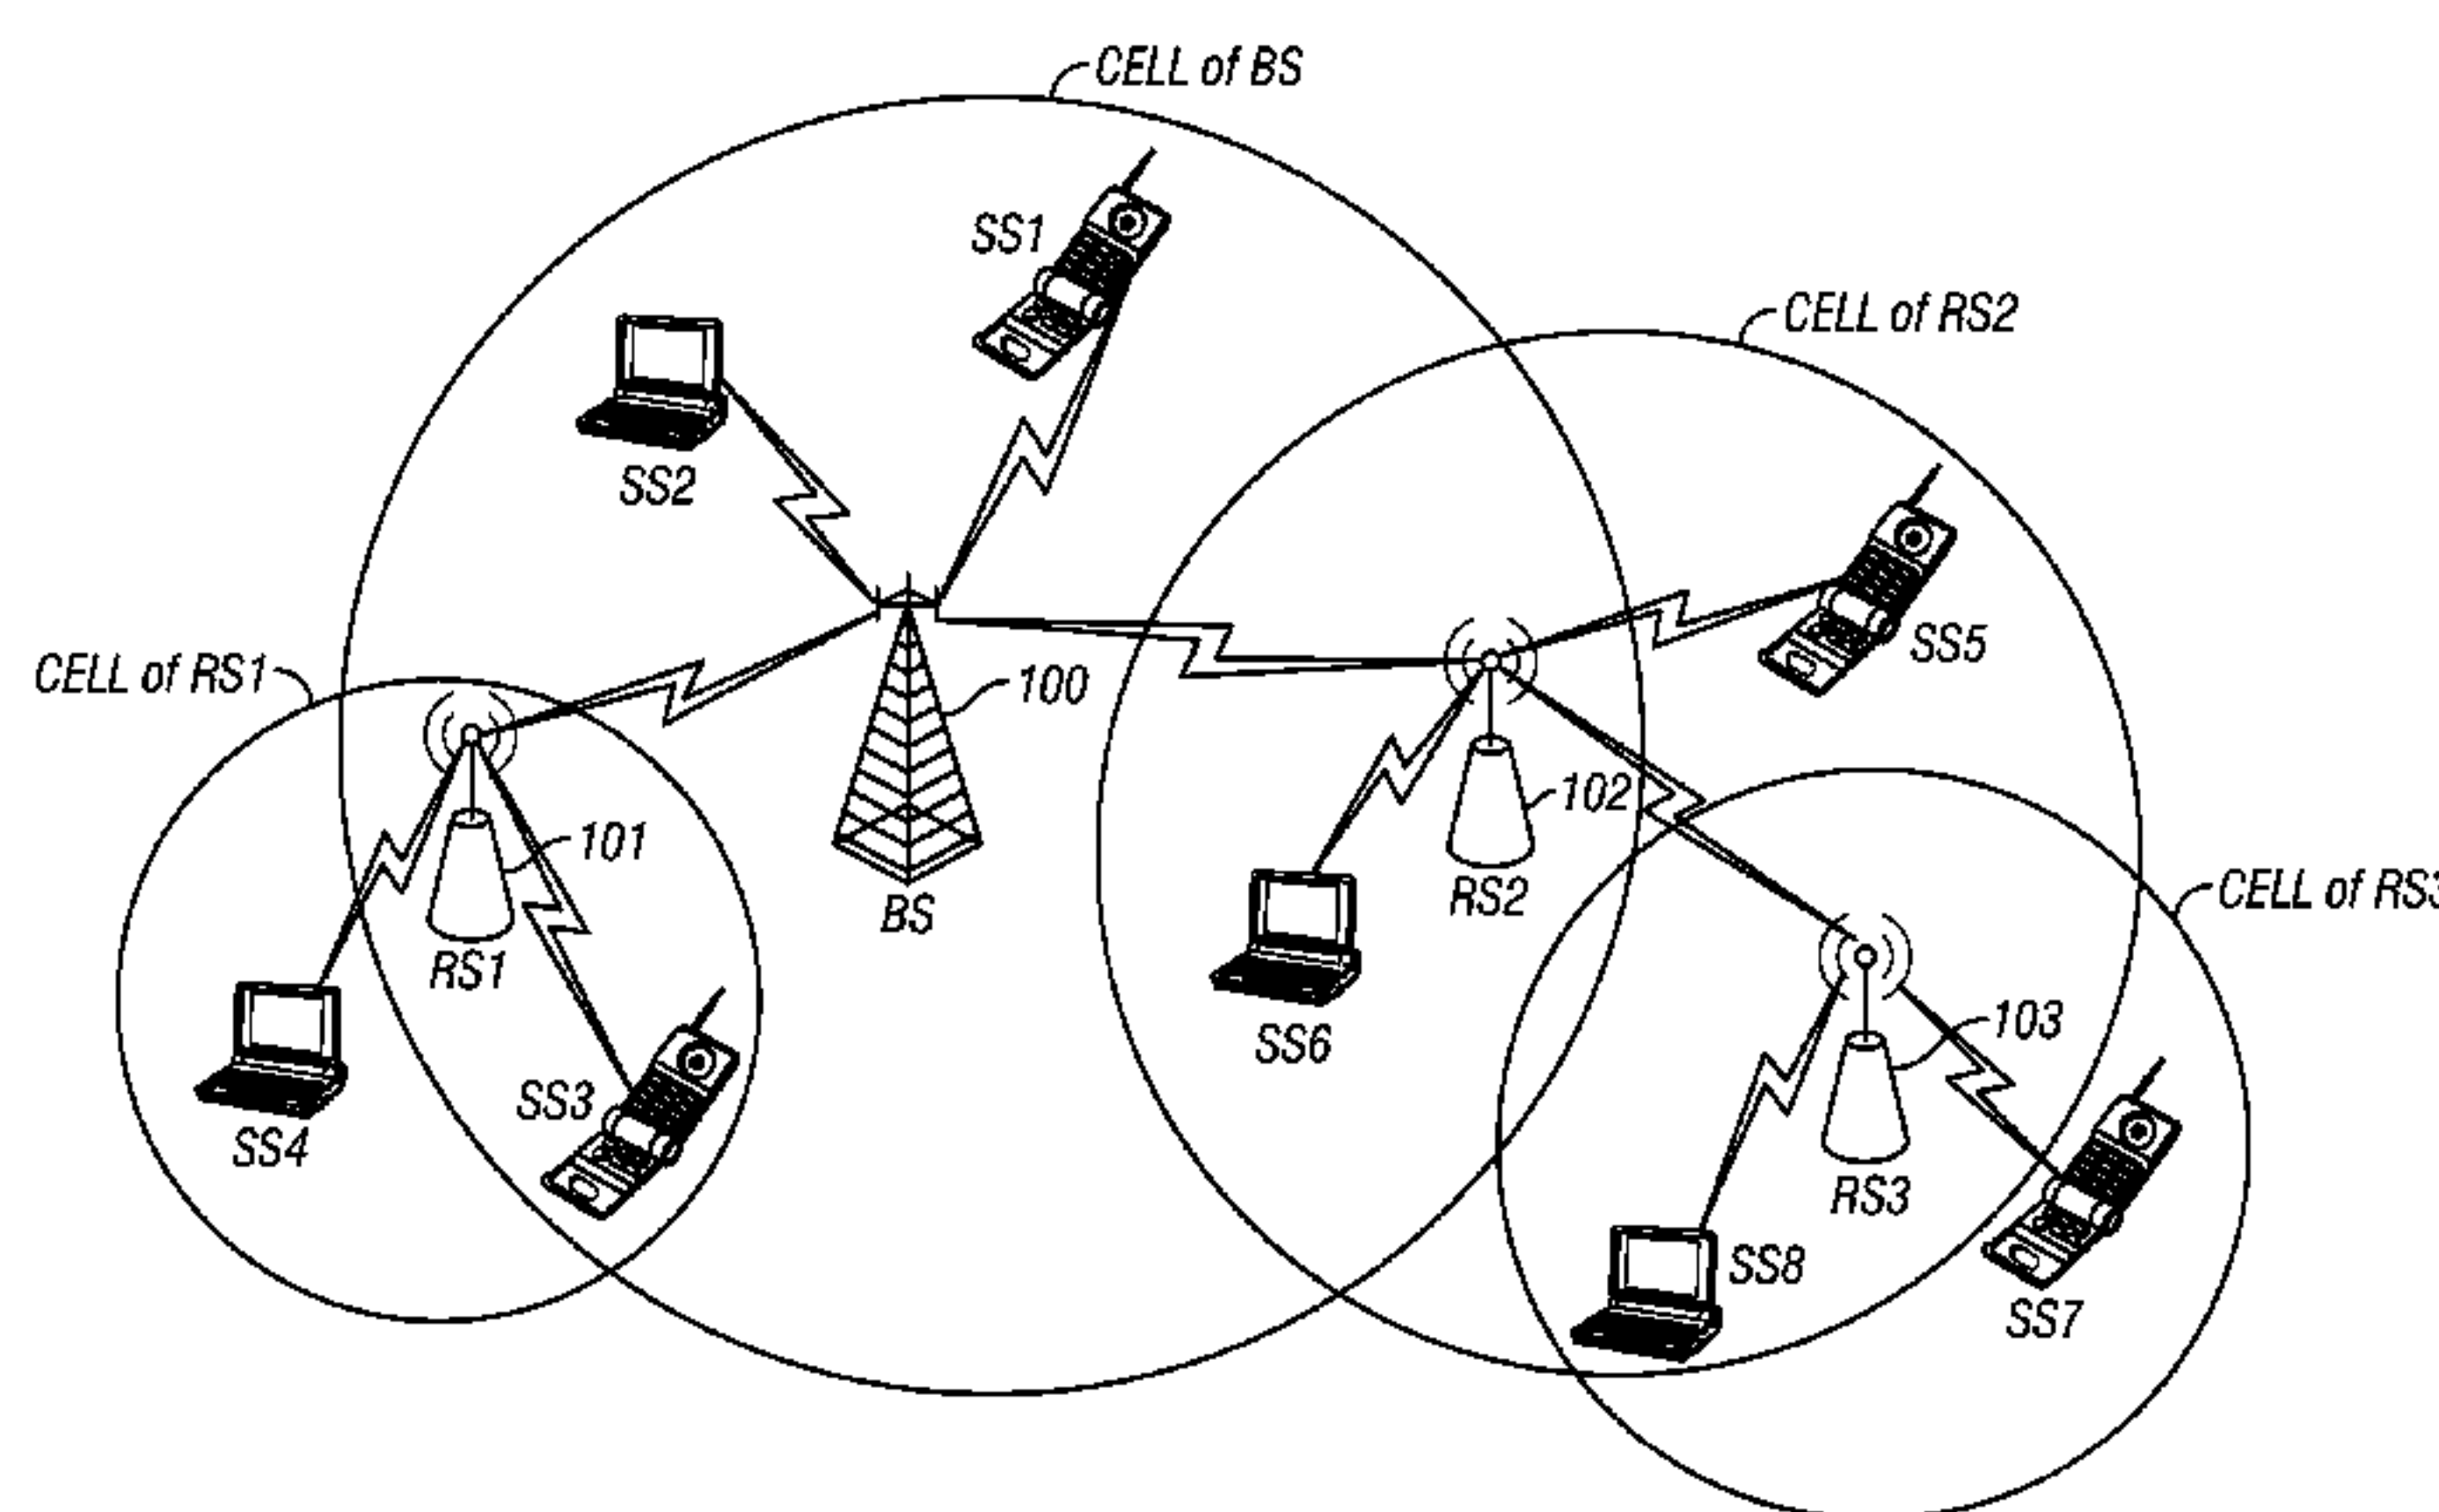 CELL of BS
SS1
CELL of RS2
SS2
SS5
CELL of RS1
100
102
101
RS2
CELL of RS3
BS
RS1
103
SS6
SS3
SS4
RS3
SS8
SS7